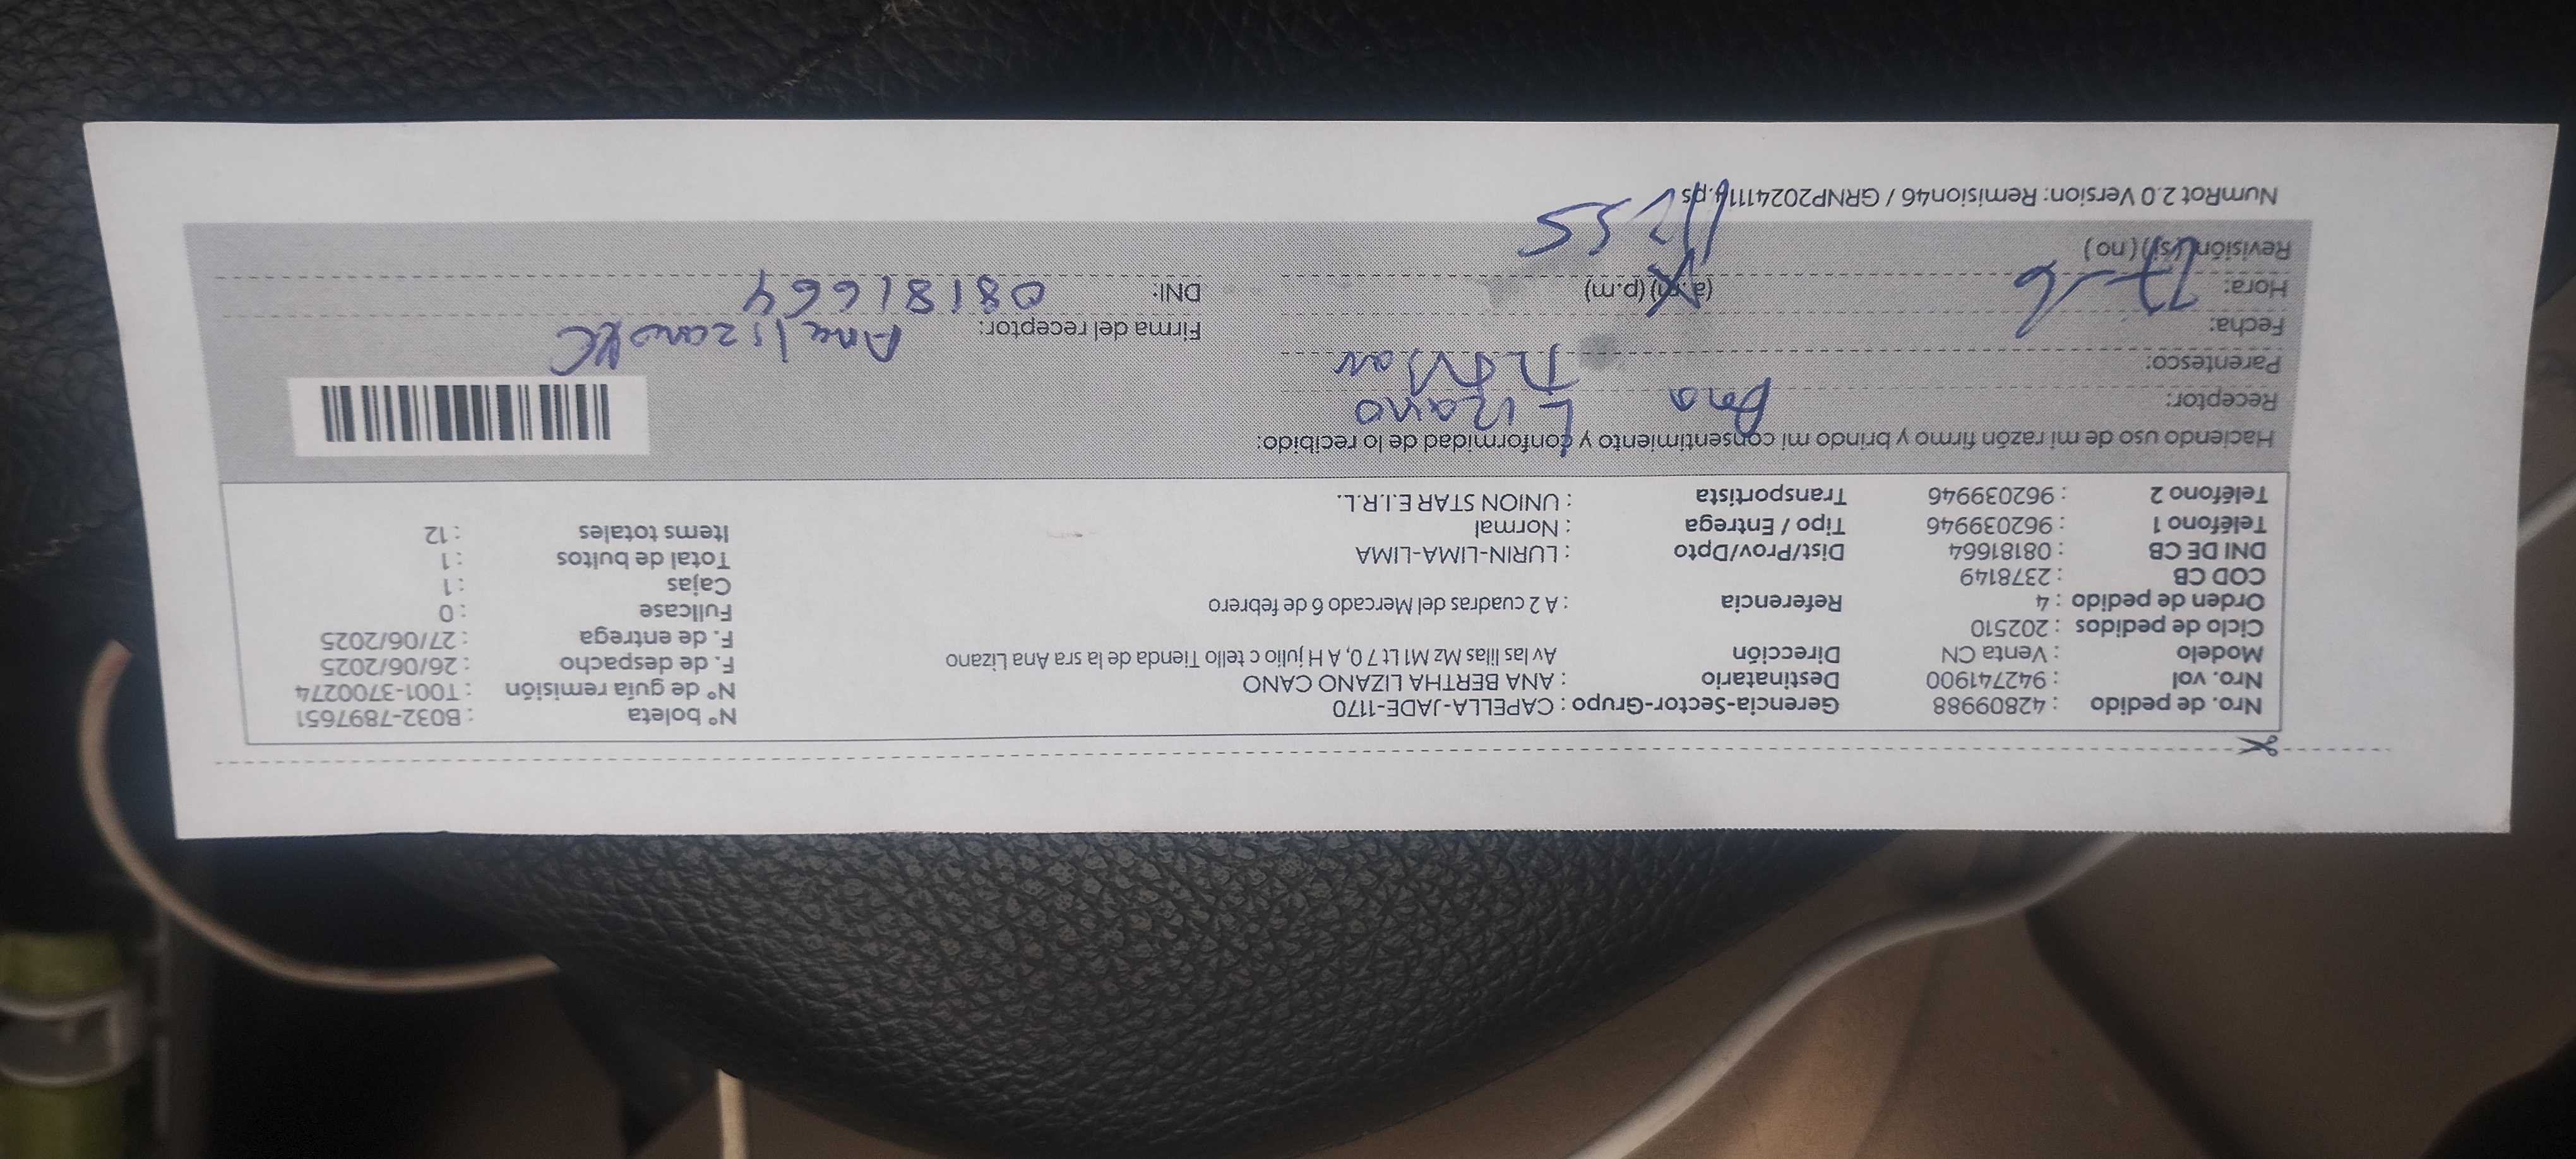 Nro. de pedido : 42809988 Gerencia-Sector-Grupo : CAPELLA-JADE-1170 N° boleta : B032-7897651
Nro. vol : 942741900 Destinatario : ANA BERTHA LIZANO CANO N° de guía remisión : T001-3700274
Modelo : Venta CN Dirección Av las lilas Mz M1 Lt 7 0, A H julio c tello Tienda de la sra Ana Lizano F. de despacho : 26/06/2025
Ciclo de pedidos : 202510 F. de entrega : 27/06/2025
Orden de pedido : 4 Referencia : A 2 cuadras del Mercado 6 de febrero Fullcase : 0
COD CB : 2378149 Cajas : 1
DNI DE CB : 08181664 Dist/Prov/Dpto : LURIN-LIMA-LIMA Total de bultos : 1
Teléfono 1 : 962039946 Tipo / Entrega : Normal Items totales : 12
Teléfono 2 : 962039946 Transportista : UNION STAR E.I.R.L.
Haciendo uso de mi razón firmo y brindo mi consentimiento y conformidad de lo recibido:
Receptor: Ana Lizano
Parentesco: Titular
Fecha: Firma del receptor: Ana Lizano
Hora: (a.m) (p.m) DNI: 08181664
Revisión (si) (no)
NumRot 2.0 Version: Remision46 / GRNP20241114.ps